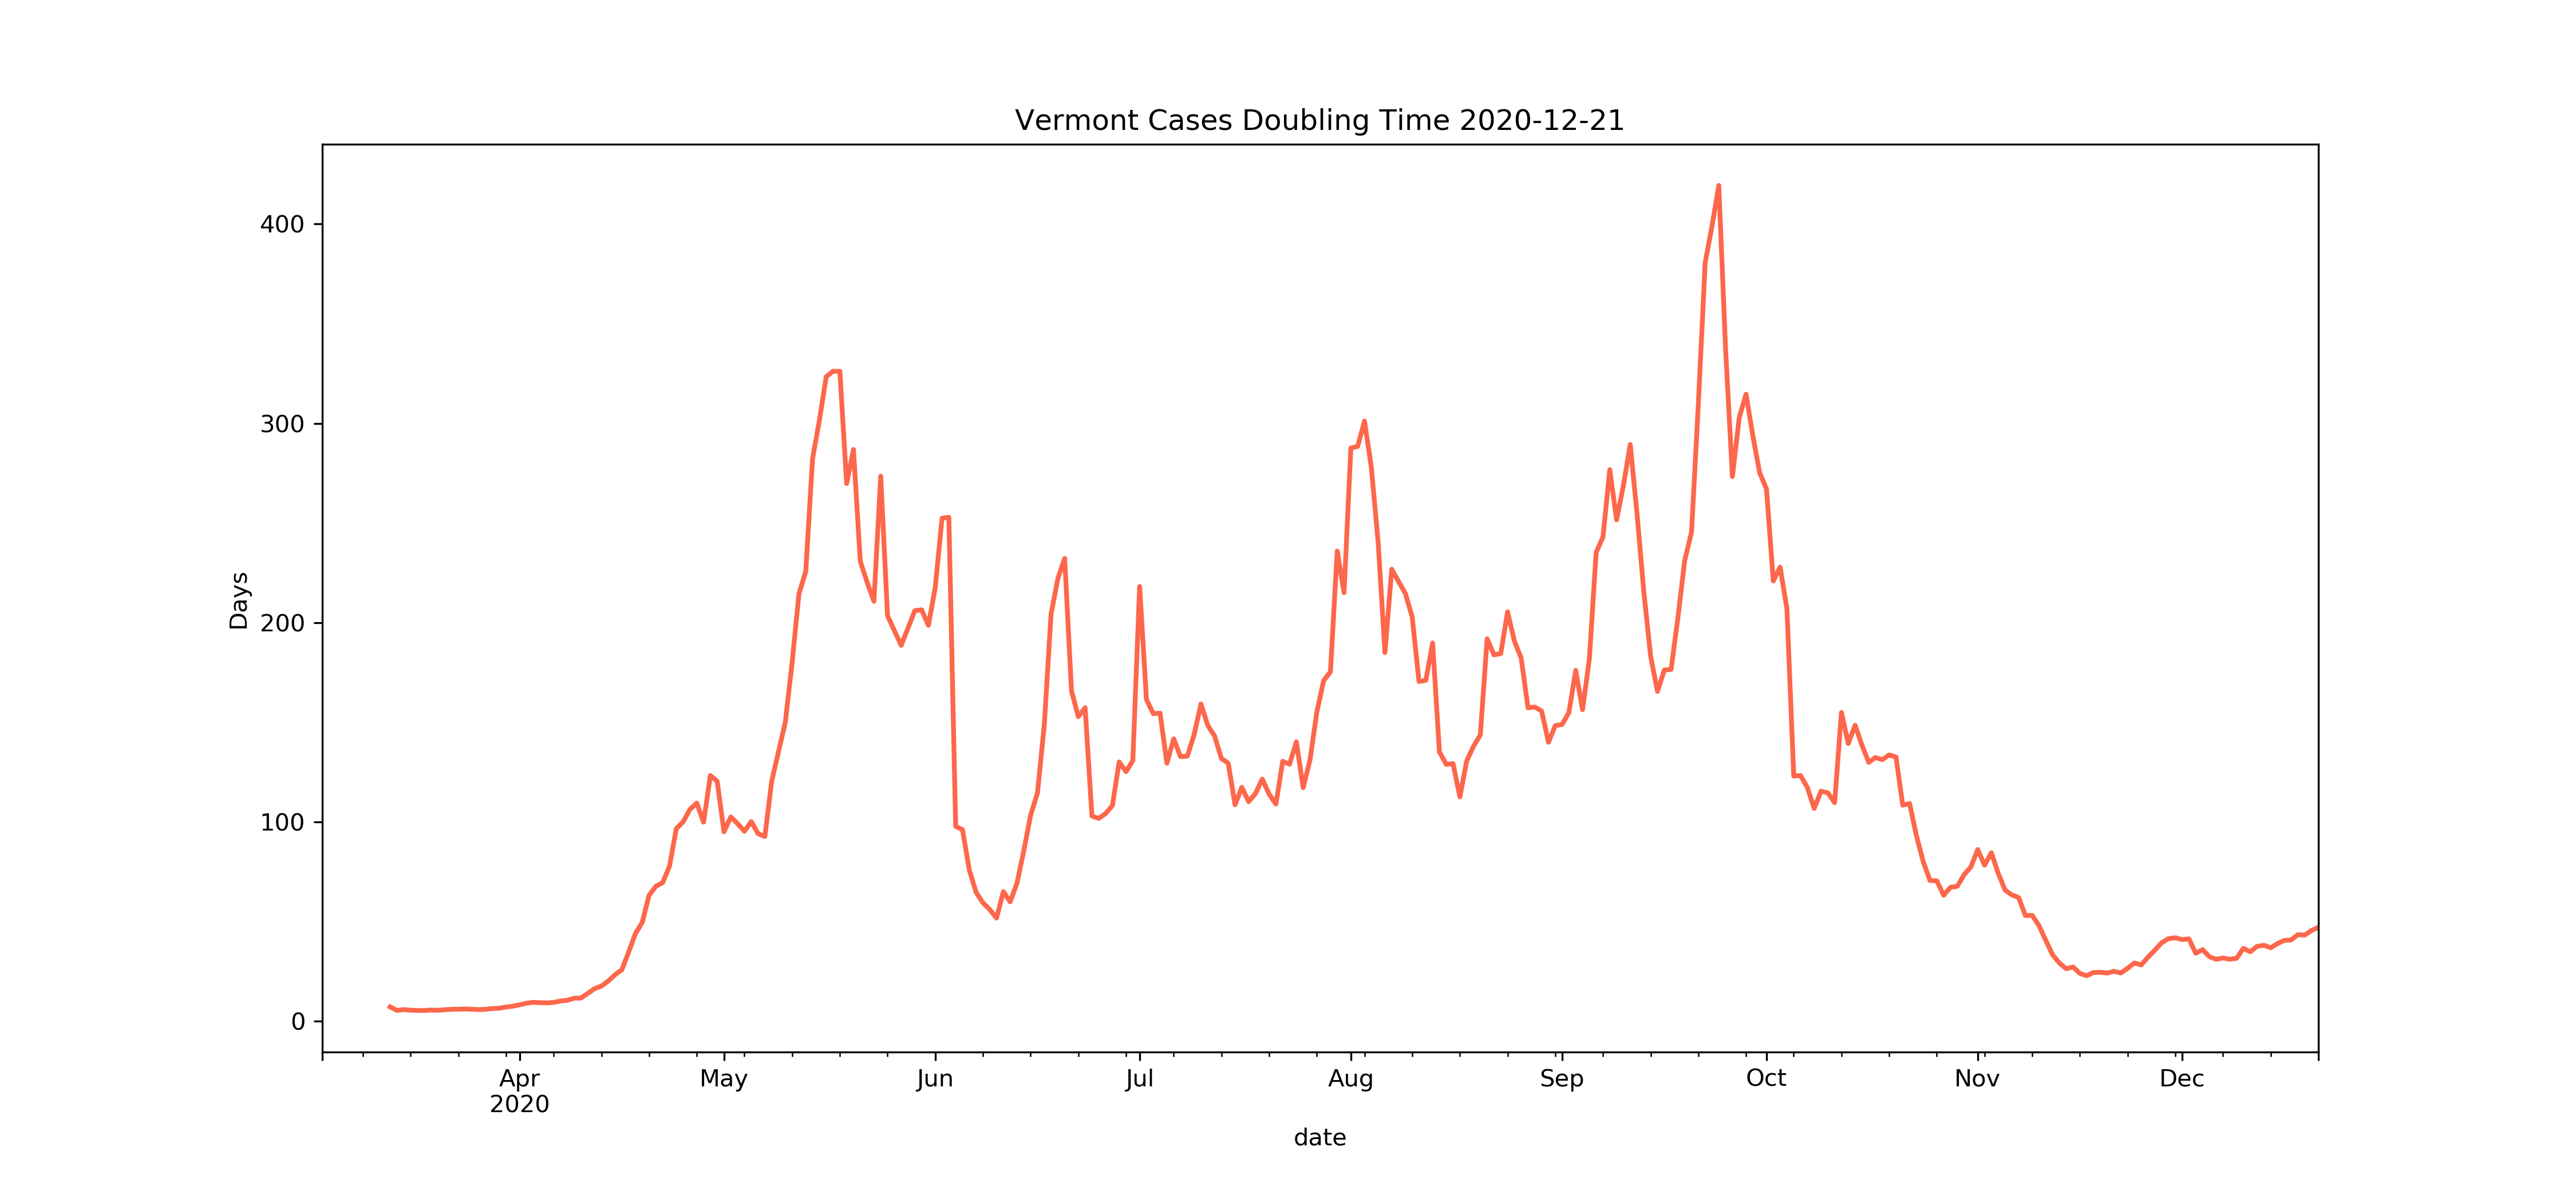 Vermont Cases Doubling Time 2020-12-21
400
300
200
100
0
Days
Apr May Jun Jul Aug Sep Oct Nov Dec
2020
date